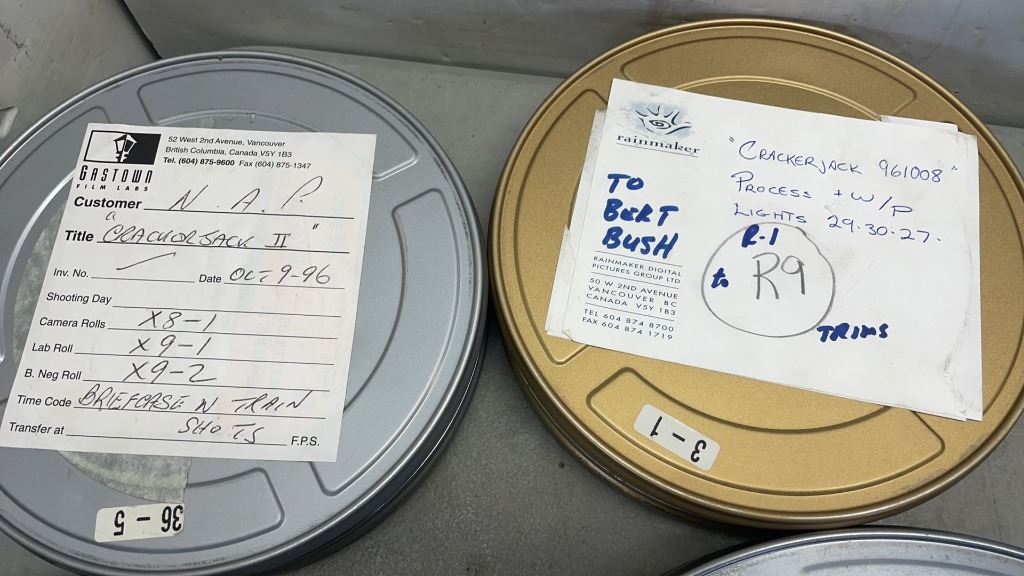 GASTOWN
FILM LABS
52 West 2nd Avenue, Vancouver
British Columbia, Canada V5Y 1B3
Tel. (604) 875-9600 Fax (604) 875-1347
Customer N.A.P.
Title "CRACKERJACK II"
Inv. No. Date OCT-9-96
Shooting Day
Camera Rolls X8-1
Lab Roll X9-1
B. Neg Roll X9-2
Time Code BRIEFCASE N TRAIN
SHOTS
Transfer at F.P.S.
36-5
rainmaker
TO
BERT
BUSH
RAINMAKER DIGITAL
PICTURES GROUP LTD
50 W 2ND AVENUE
VANCOUVER BC
CANADA V5Y 1B3
TEL 604 874 8700
FAX 604 874 1719
"CRACKERJACK 961008"
PROCESS + W/P
LIGHTS 29-30-27.
R-1
to R9
TRIMS
3-1